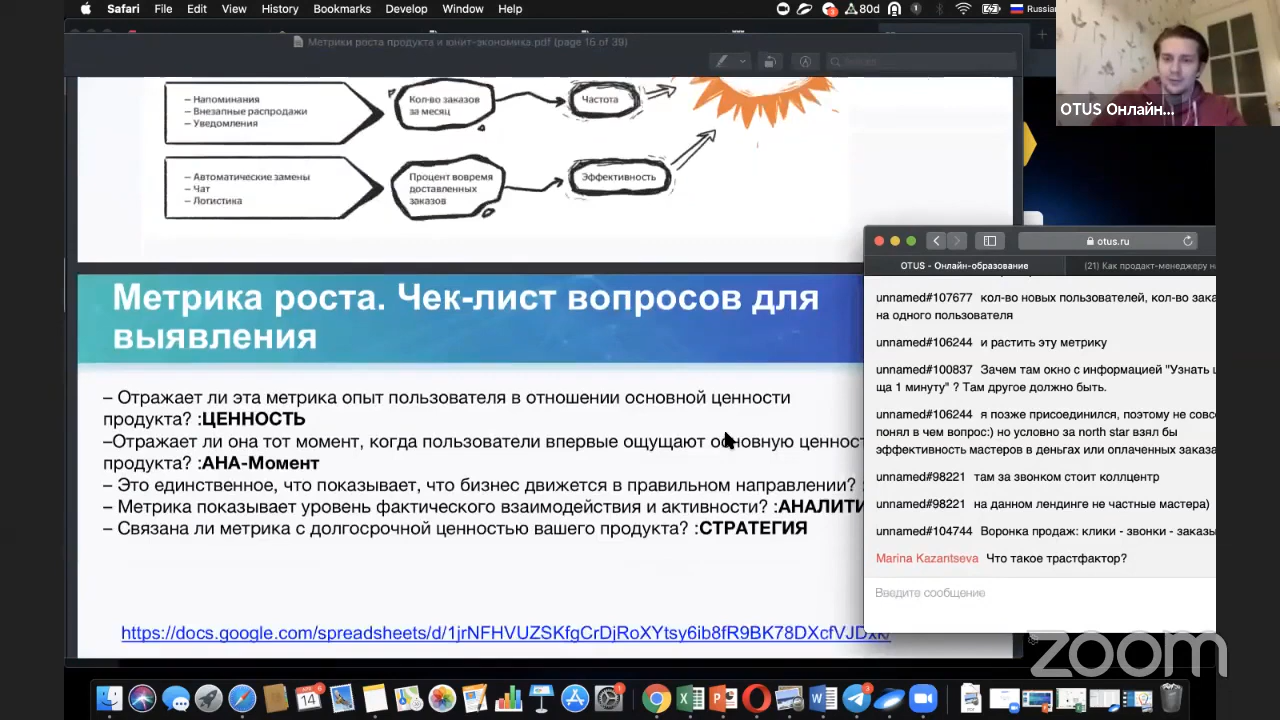 Safari File Edit View History Bookmarks Develop Window Help
80d
Russian
Метрики роста продукта и юнит-экономика.pdf (page 16 of 39)
OTUS Онлайн...
– Напоминания
– Внезапные распродажи
– Уведомления
Кол-во заказов
за месяц
Частота
– Автоматические замены
– Чат
– Логистика
Процент вовремя
доставленных
заказов
Эффективность
Метрика роста. Чек-лист вопросов для
выявления
– Отражает ли эта метрика опыт пользователя в отношении основной ценности
продукта? :ЦЕННОСТЬ
–Отражает ли она тот момент, когда пользователи впервые ощущают основную ценност
продукта? :АНА-Момент
– Это единственное, что показывает, что бизнес движется в правильном направлении? :
– Метрика показывает уровень фактического взаимодействия и активности? :АНАЛИТИ
– Связана ли метрика с долгосрочной ценностью вашего продукта? :СТРАТЕГИЯ
otus.ru
OTUS - Онлайн-образование
(21) Как продакт-менеджеру н
unnamed#107677 кол-во новых пользователей, кол-во зака
на одного пользователя
unnamed#106244 и растить эту метрику
unnamed#100837 Зачем там окно с информацией "Узнать ц
ща 1 минуту" ? Там другое должно быть.
unnamed#106244 я позже присоединился, поэтому не совс
понял в чем вопрос:) но условно за north star взял бы
эффективность мастеров в деньгах или оплаченных заказа
unnamed#98221 там за звонком стоит коллцентр
unnamed#98221 на данном лендинге не частные мастера)
unnamed#104744 Воронка продаж: клики - звонки - заказы
Marina Kazantseva Что такое трастфактор?
Введите сообщение
zoom